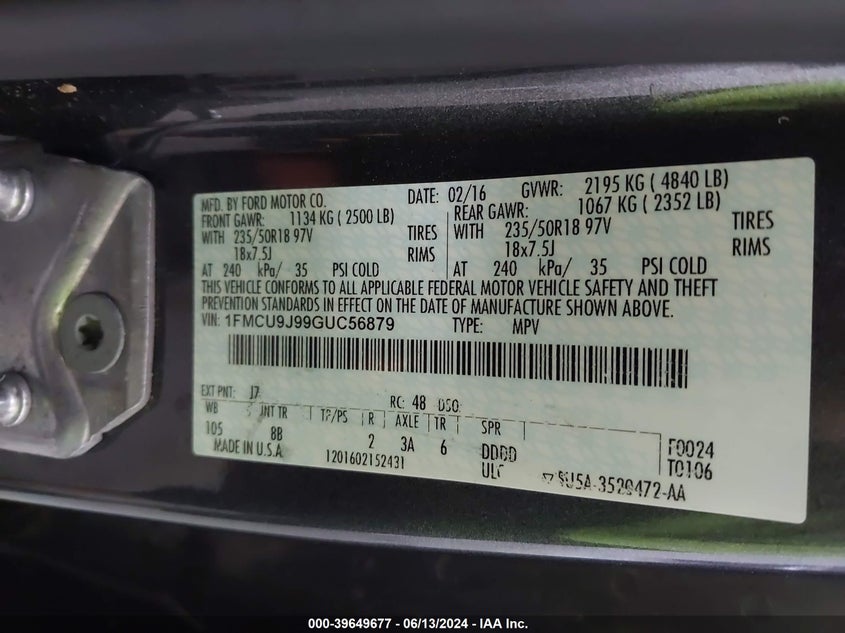 MFD. BY FORD MOTOR CO. DATE: 02/16 GVWR: 2195 KG ( 4840 LB)
FRONT GAWR: 1134 KG ( 2500 LB) REAR GAWR: 1067 KG ( 2352 LB)
WITH 235/50R18 97V TIRES WITH 235/50R18 97V TIRES
18x7.5J RIMS 18x7.5J RIMS
AT 240 kPa/ 35 PSI COLD AT 240 kPa/ 35 PSI COLD
THIS VEHICLE CONFORMS TO ALL APPLICABLE FEDERAL MOTOR VEHICLE SAFETY AND THEFT
PREVENTION STANDARDS IN EFFECT ON THE DATE OF MANUFACTURE SHOWN ABOVE.
VIN: 1FMCU9J99GUC56879 TYPE: MPV
EXT PNT: J7 RC: 48 DSO:
WB INT TR TP/PS R AXLE TR SPR
105 8B 2 3A 6 DDDD F0024
MADE IN U.S.A. 1201602152431 T0106
000-39649677 - 06/13/2024 - IAA Inc.